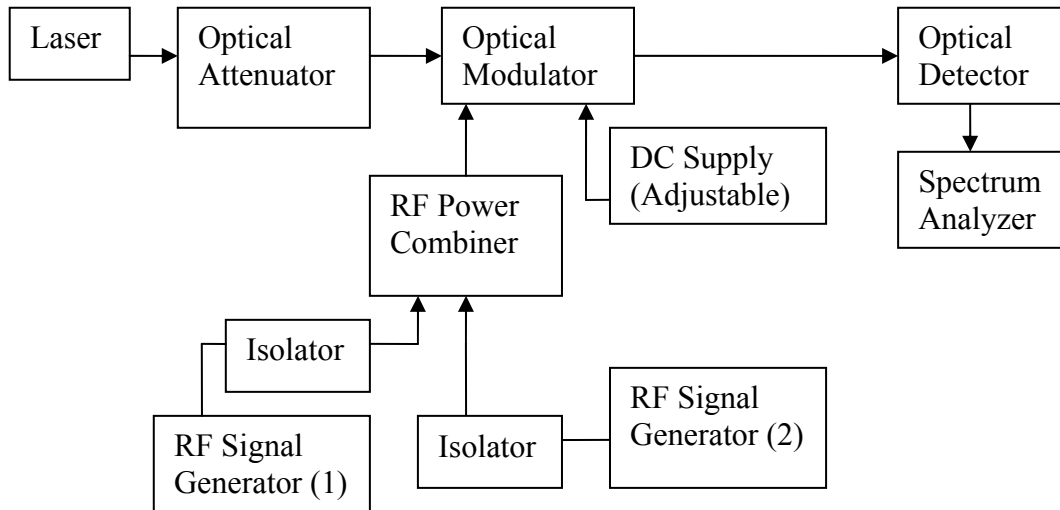 Laser
Optical
Attenuator
Optical
Modulator
Optical
Detector
DC Supply
(Adjustable)
Spectrum
Analyzer
RF Power
Combiner
Isolator
RF Signal
Generator (1)
Isolator
RF Signal
Generator (2)